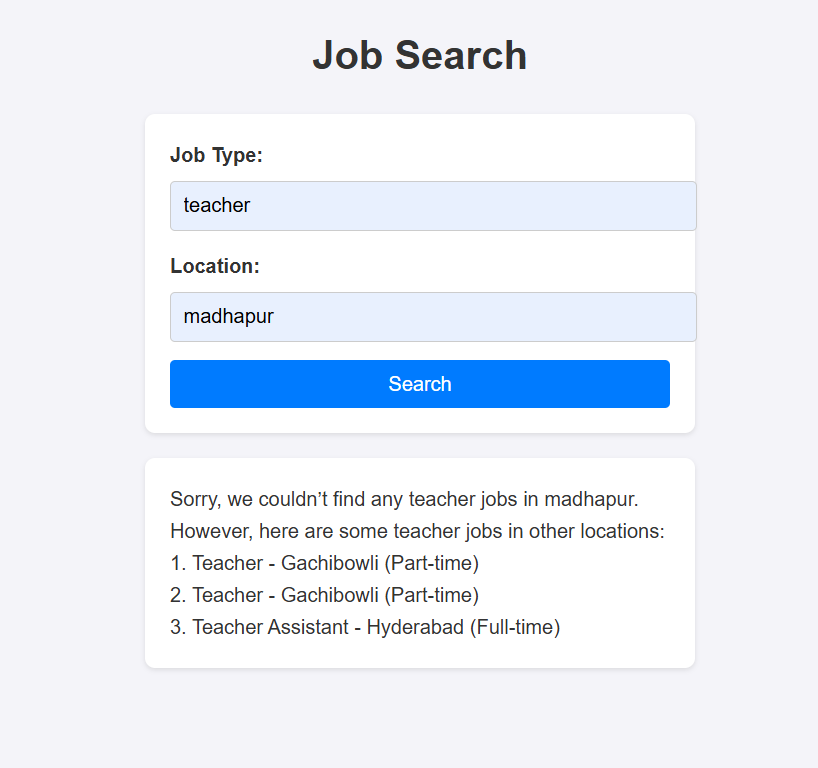 Job Search
Job Type:
teacher
Location:
madhapur
Search
Sorry, we couldn’t find any teacher jobs in madhapur.
However, here are some teacher jobs in other locations:
1. Teacher - Gachibowli (Part-time)
2. Teacher - Gachibowli (Part-time)
3. Teacher Assistant - Hyderabad (Full-time)